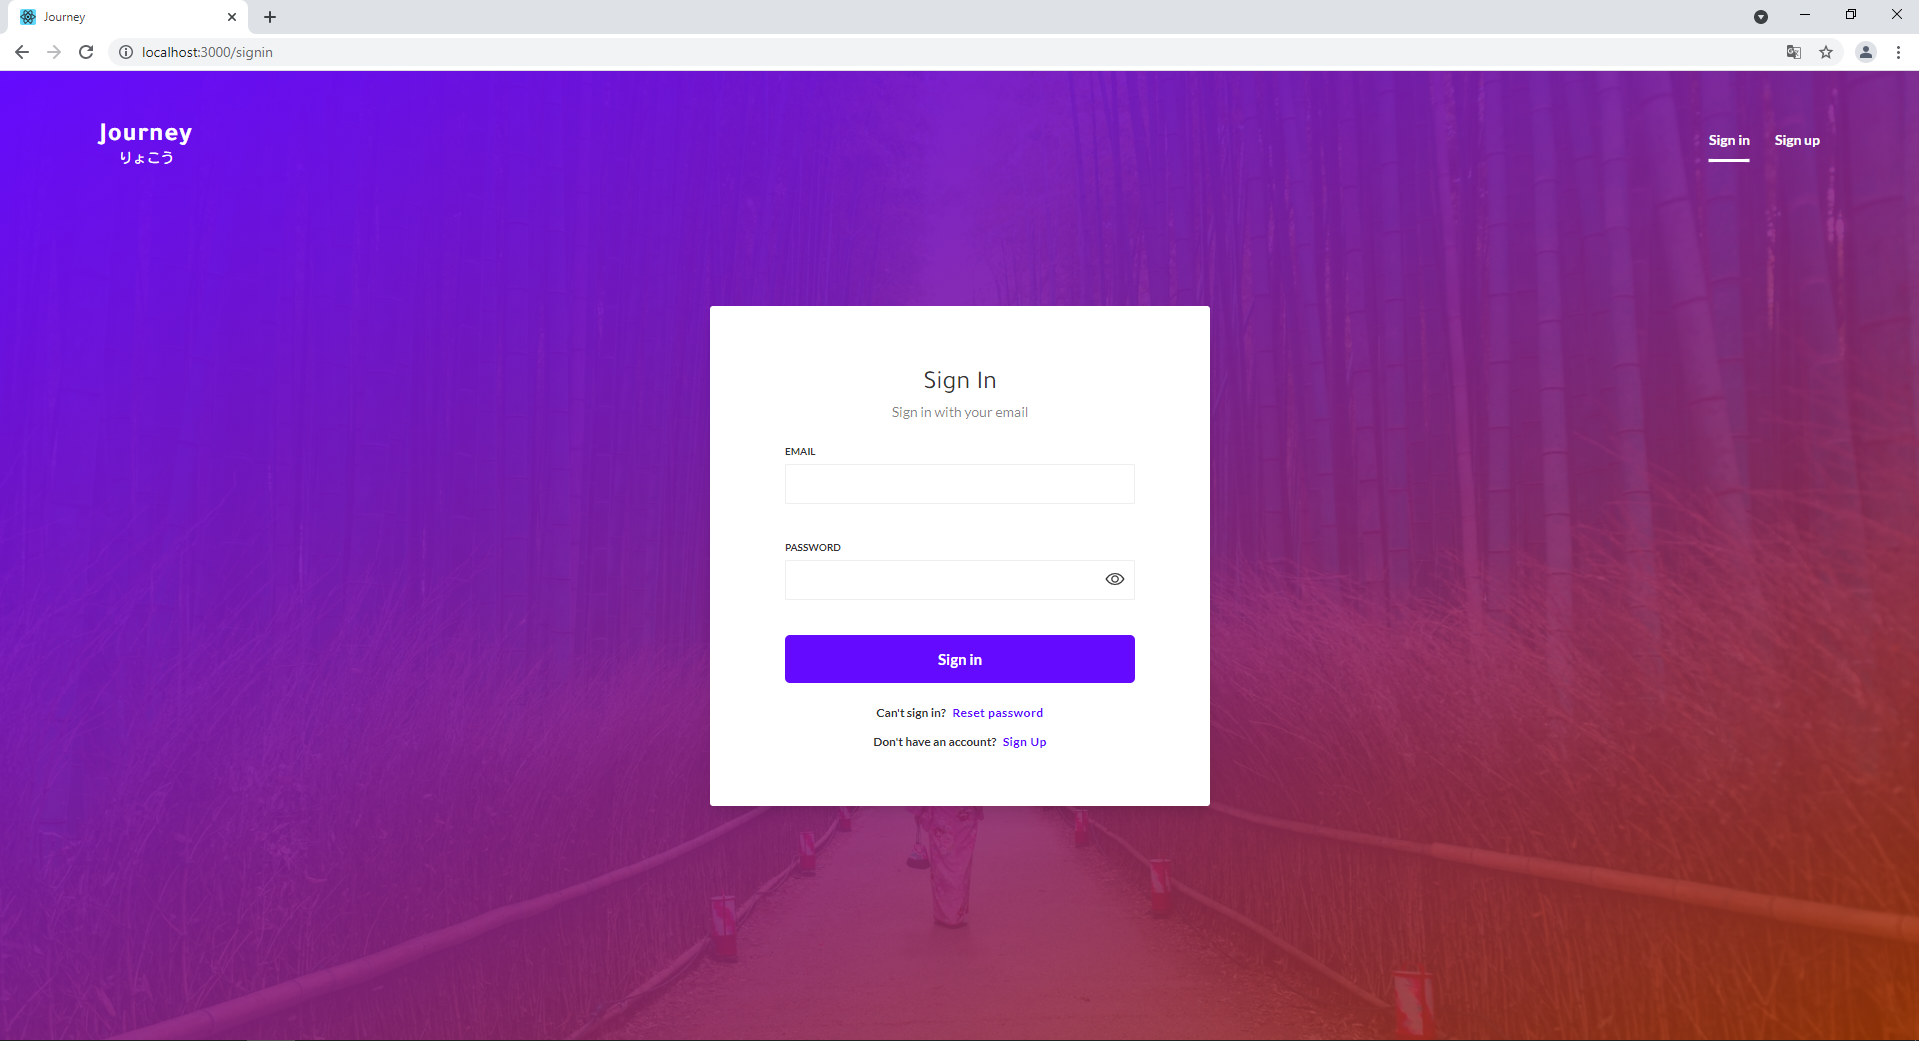 Journey
localhost:3000/signin
Journey
りょこう
Sign in
Sign up
Sign In
Sign in with your email
EMAIL
PASSWORD
Sign in
Can't sign in? Reset password
Don't have an account? Sign Up